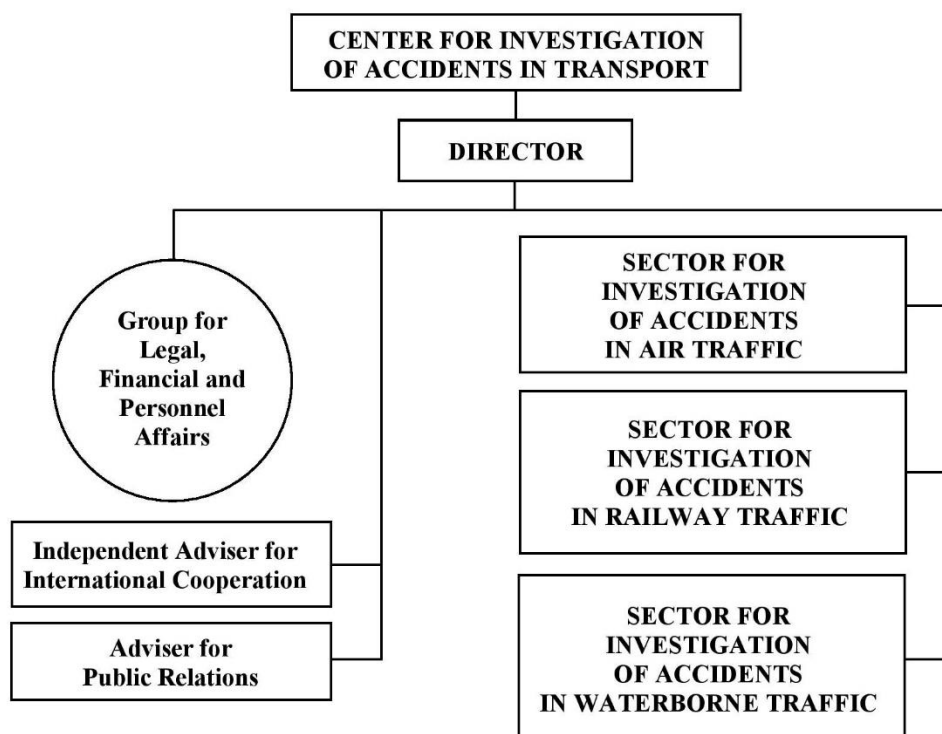 CENTER FOR INVESTIGATION
OF ACCIDENTS IN TRANSPORT
DIRECTOR
Group for
Legal,
Financial and
Personnel
Affairs
Independent Adviser for
International Cooperation
Adviser for
Public Relations
SECTOR FOR
INVESTIGATION
OF ACCIDENTS
IN AIR TRAFFIC
SECTOR FOR
INVESTIGATION
OF ACCIDENTS
IN RAILWAY TRAFFIC
SECTOR FOR
INVESTIGATION
OF ACCIDENTS
IN WATERBORNE TRAFFIC